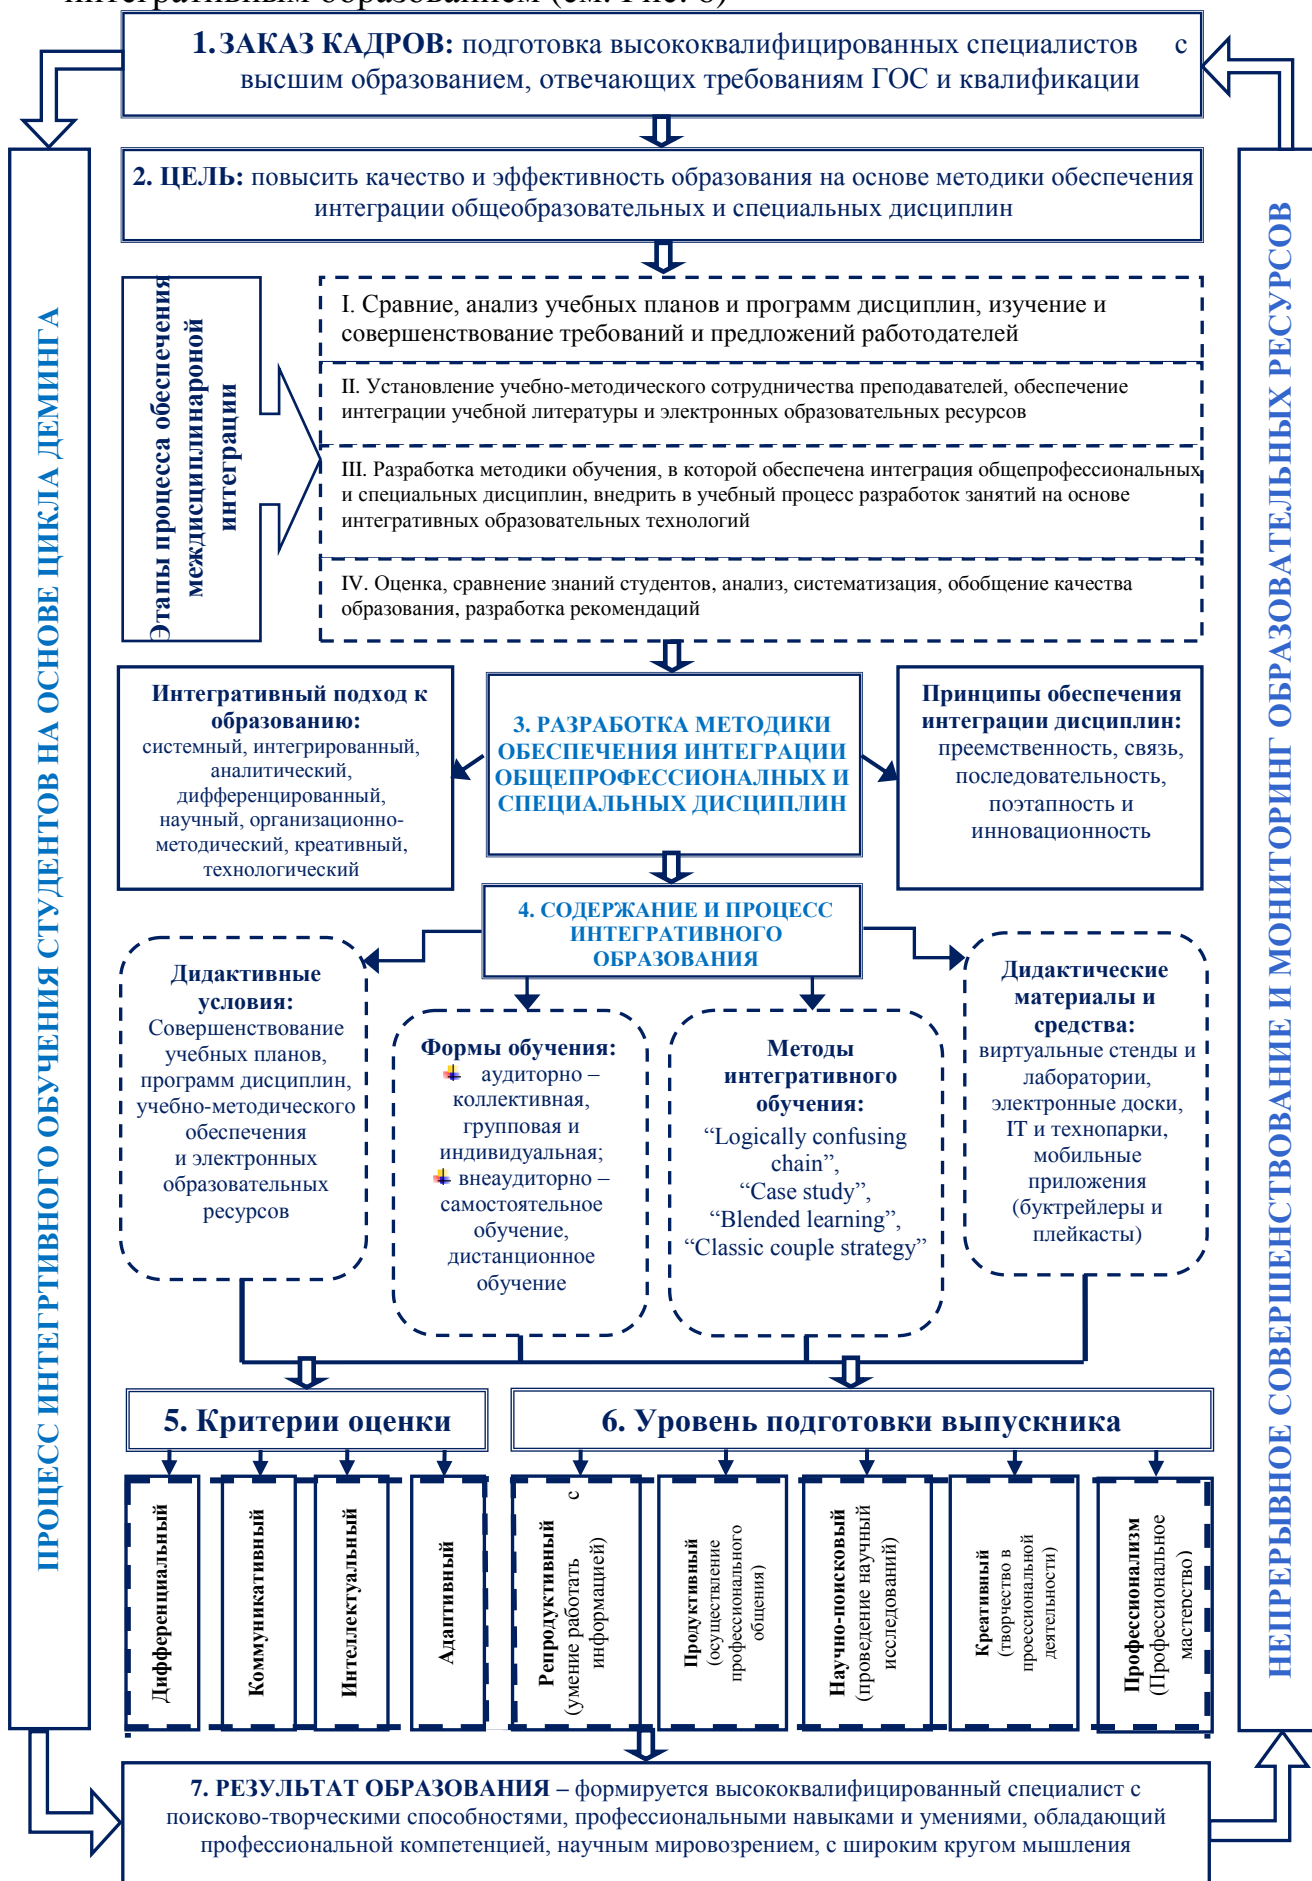 интегративным образованием (см. Рис. 6)
1. ЗАКАЗ КАДРОВ: подготовка высококвалифицированных специалистов с
высшим образованием, отвечающих требованиям ГОС и квалификации
2. ЦЕЛЬ: повысить качество и эффективность образования на основе методики обеспечения
интеграции общеобразовательных и специальных дисциплин
ПРОЦЕСС ИНТЕГРТИВНОГО ОБУЧЕНИЯ СТУДЕНТОВ НА ОСНОВЕ ЦИКЛА ДЕМИНГА
НЕПРЕРЫВНОЕ СОВЕРШЕНСТВОВАНИЕ И МОНИТОРИНГ ОБРАЗОВАТЕЛЬНЫХ РЕСУРСОВ
Этапы процесса обеспечения
междисциплинароной
интеграции
I. Сравние, анализ учебных планов и программ дисциплин, изучение и
совершенствование требований и предложений работодателей
II. Установление учебно-методического сотрудничества преподавателей, обеспечение
интеграции учебной литературы и электронных образовательных ресурсов
III. Разработка методики обучения, в которой обеспечена интеграция общепрофессиональных
и специальных дисциплин, внедрить в учебный процесс разработок занятий на основе
интегративных образовательных технологий
IV. Оценка, сравнение знаний студентов, анализ, систематизация, обобщение качества
образования, разработка рекомендаций
Интегративный подход к
образованию:
системный, интегрированный,
аналитический,
дифференцированный,
научный, организационно-
методический, креативный,
технологический
3. РАЗРАБОТКА МЕТОДИКИ
ОБЕСПЕЧЕНИЯ ИНТЕГРАЦИИ
ОБЩЕПРОФЕССИОНАЛНЫХ И
СПЕЦИАЛЬНЫХ ДИСЦИПЛИН
Принципы обеспечения
интеграции дисциплин:
преемственность, связь,
последовательность,
поэтапность и
инновационность
4. СОДЕРЖАНИЕ И ПРОЦЕСС
ИНТЕГРАТИВНОГО
ОБРАЗОВАНИЯ
Дидактивные
условия:
Совершенствование
учебных планов,
программ дисциплин,
учебно-методического
обеспечения
и электронных
образовательных
ресурсов
Формы обучения:
аудиторно –
коллективная,
групповая и
индивидуальная;
внеаудиторно –
самостоятельное
обучение,
дистанционное
обучение
Методы
интегративного
обучения:
“Logically confusing
chain”,
“Case study”,
“Blended learning”,
“Classic couple strategy”
Дидактические
материалы и
средства:
виртуальные стенды и
лаборатории,
электронные доски,
IT и технопарки,
мобильные
приложения
(буктрейлеры и
плейкасты)
5. Критерии оценки
6. Уровень подготовки выпускника
Дифференциальный
Коммуникативный
Интеллектуальный
Адаптивный
Репродуктивный
(умение работать с
информацией)
Продуктивный
(осуществление
профессионального
общения)
Научно-поисковый
(проведение научный
исследований)
Креативный
(творчество в
проессиональной
деятельности)
Профессионализм
(Профессиональное
мастерство)
7. РЕЗУЛЬТАТ ОБРАЗОВАНИЯ – формируется высококвалифицированный специалист с
поисково-творческими способностями, профессиональными навыками и умениями, обладающий
профессиональной компетенцией, научным мировозрением, с широким кругом мышления